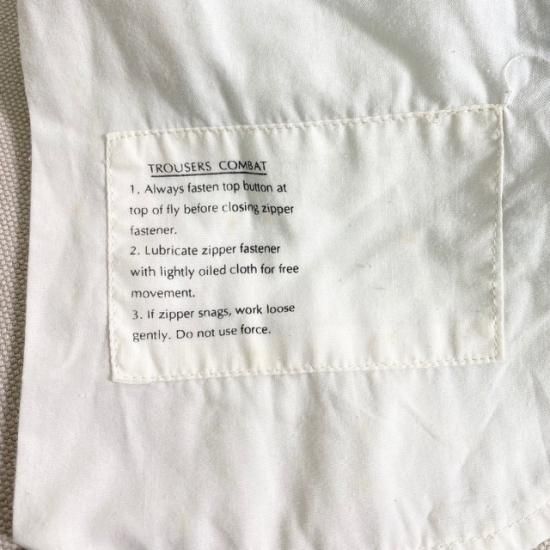 TROUSERS COMBAT
1. Always fasten top button at
top of fly before closing zipper
fastener.
2. Lubricate zipper fastener
with lightly oiled cloth for free
movement.
3. If zipper snags, work loose
gently. Do not use force.